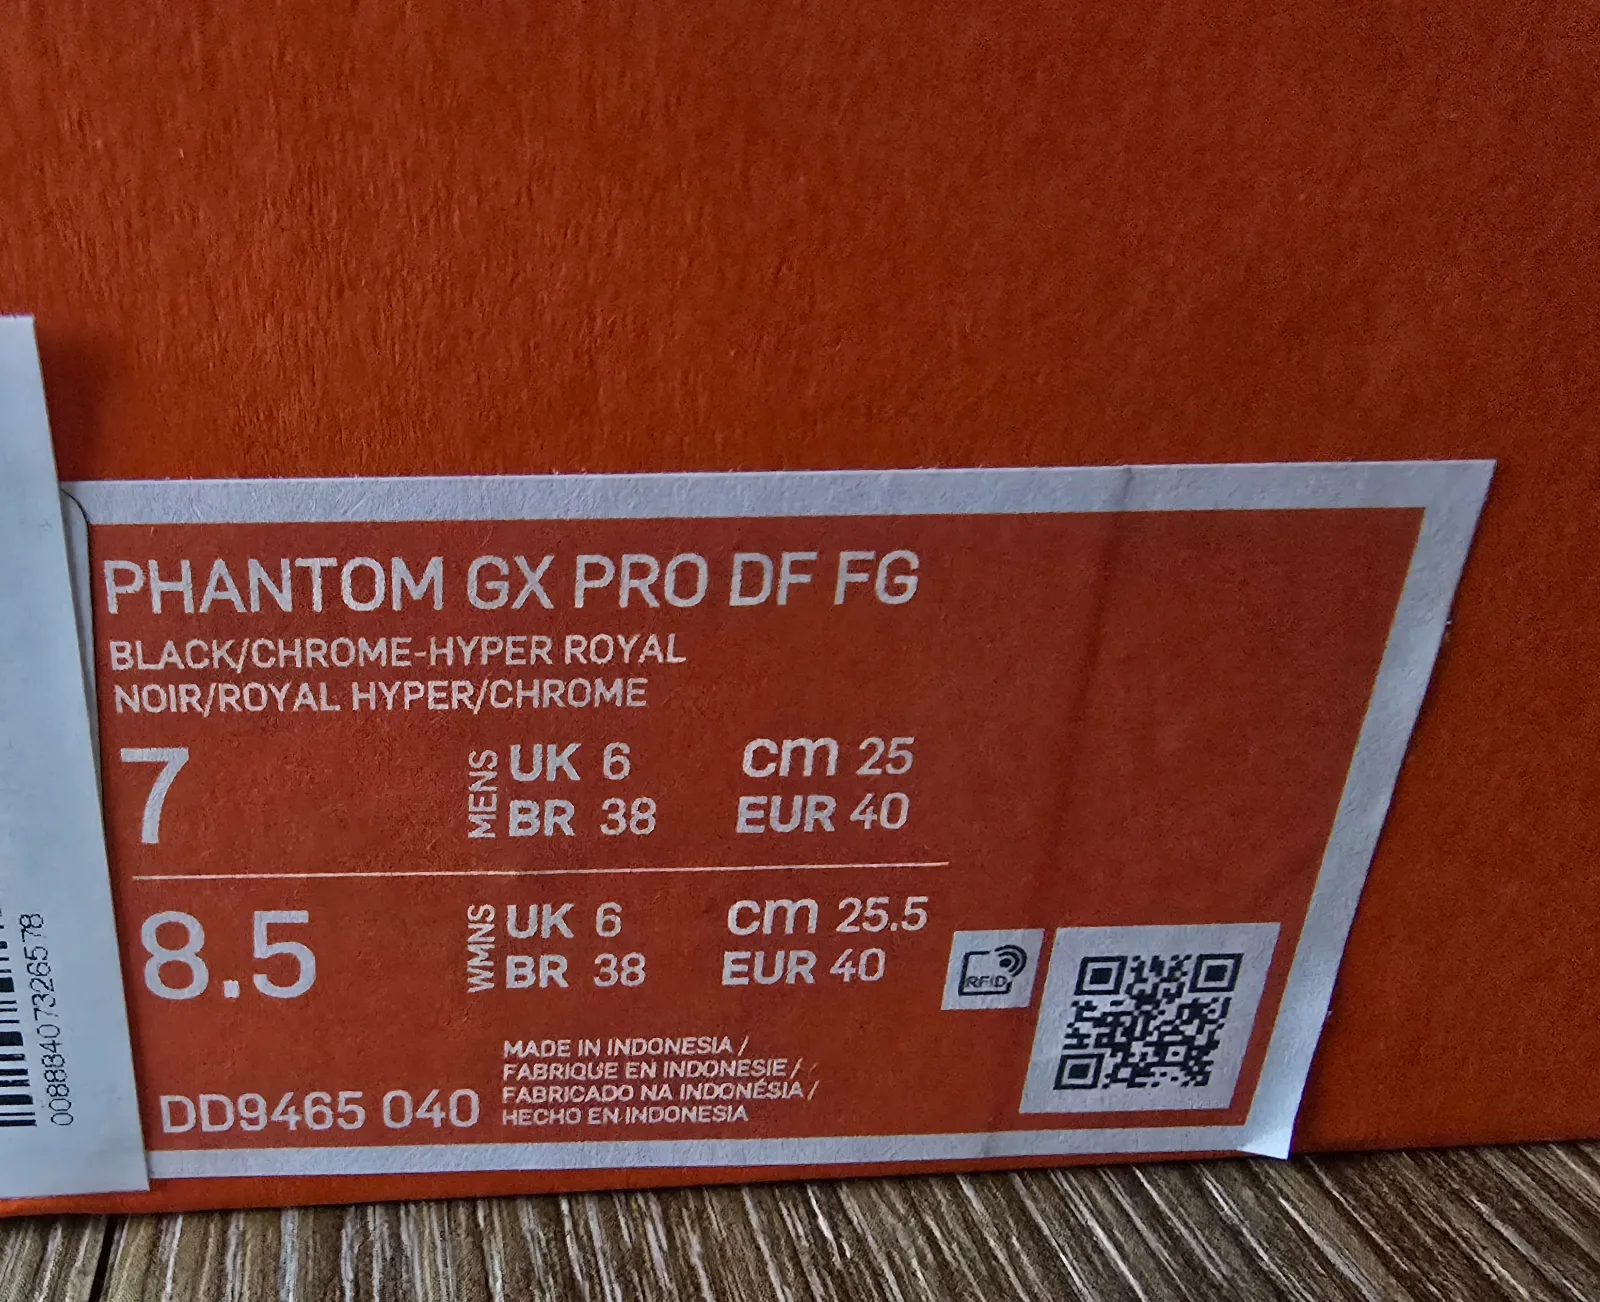 PHANTOM GX PRO DF FG
BLACK/CHROME-HYPER ROYAL
NOIR/ROYAL HYPER/CHROME
7
MENS
UK 6 cm 25
BR 38 EUR 40
8.5
WMNS
UK 6 cm 25.5
BR 38 EUR 40
RFID
DD9465 040
MADE IN INDONESIA /
FABRIQUE EN INDONESIE /
FABRICADO NA INDONÉSIA /
HECHO EN INDONESIA
00888407326578